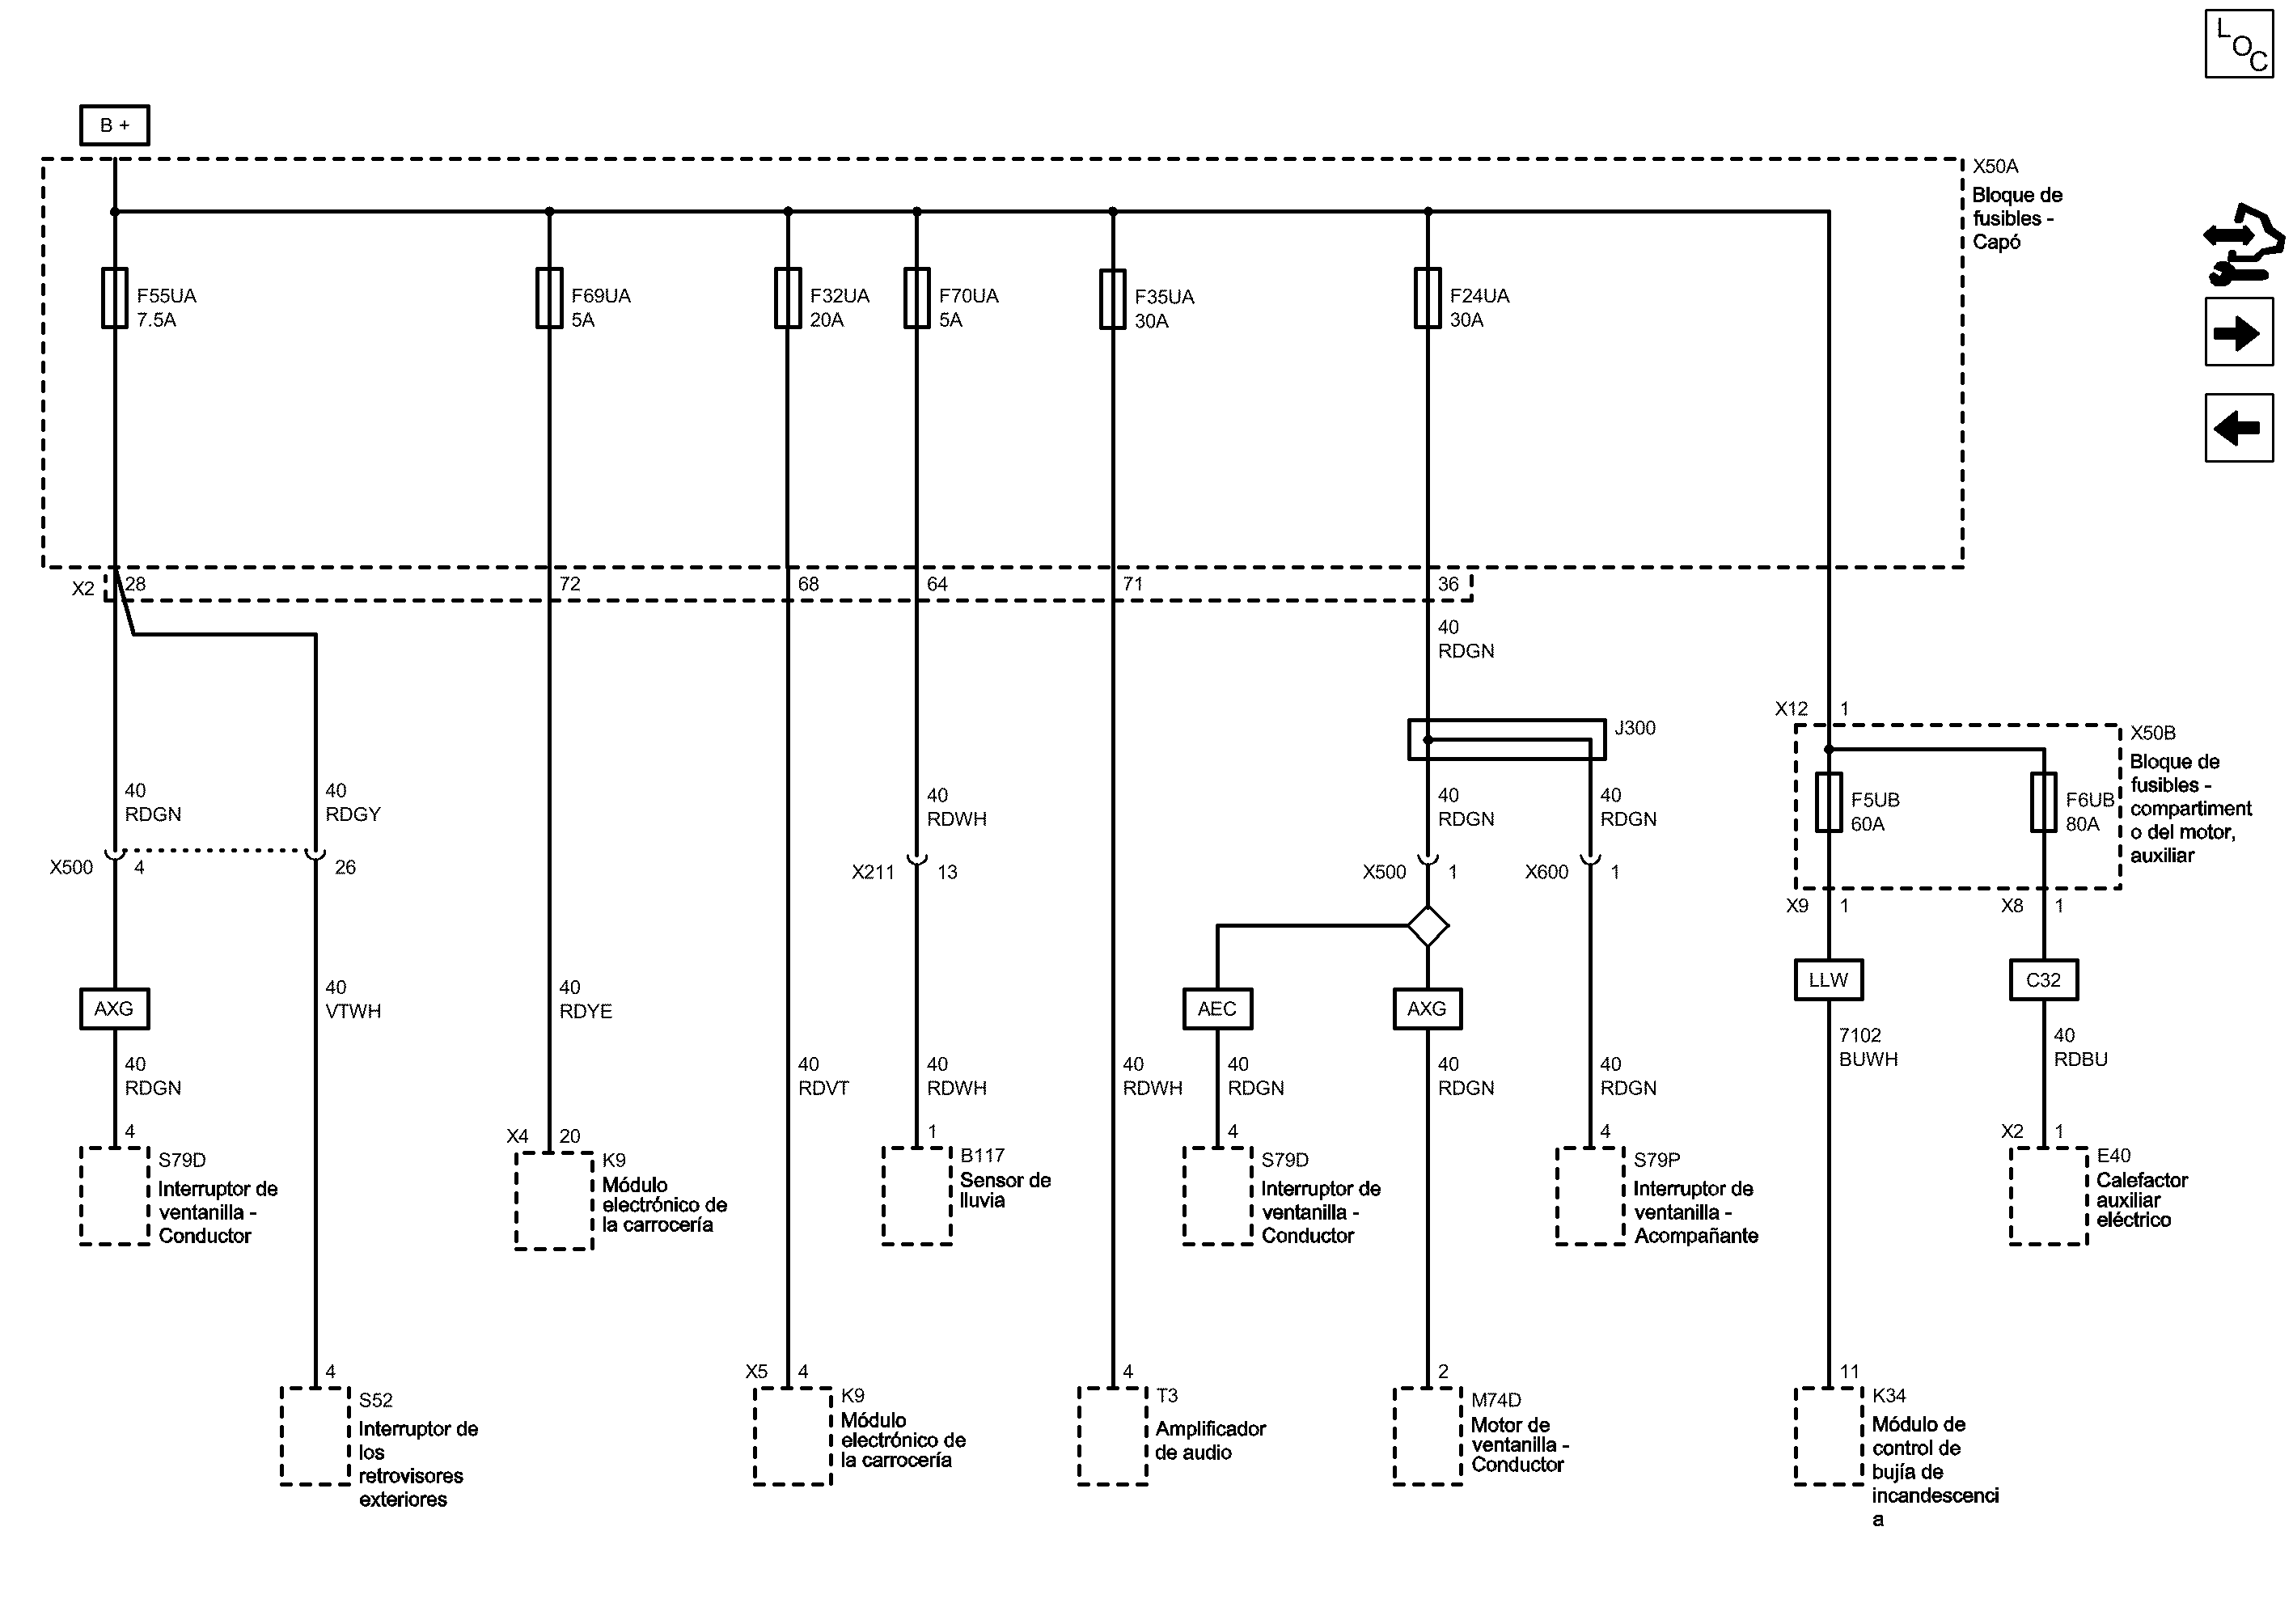 L
O
C
B +
X50A
Bloque de
fusibles -
Capó
F55UA
7.5A
F69UA
5A
F32UA
20A
F70UA
5A
F35UA
30A
F24UA
30A
X2
28
72
68
64
71
36
40
RDGN
X12
1
J300
X50B
Bloque de
fusibles -
compartiment
o del motor,
auxiliar
40
RDGN
40
RDGY
40
RDWH
40
RDGN
40
RDGN
F5UB
60A
F6UB
80A
X500
4
26
X211
13
X500
1
X600
1
X9
1
X8
1
AXG
40
VTWH
40
RDYE
AEC
AXG
LLW
C32
40
RDGN
40
RDVT
40
RDWH
40
RDWH
40
RDGN
40
RDGN
40
RDGN
7102
BUWH
40
RDBU
4
S79D
Interruptor de
ventanilla -
Conductor
X4
20
K9
Módulo
electrónico de
la carrocería
1
B117
Sensor de
lluvia
4
S79D
Interruptor de
ventanilla -
Conductor
4
S79P
Interruptor de
ventanilla -
Acompañante
X2
1
E40
Calefactor
auxiliar
eléctrico
4
S52
Interruptor de
los
retrovisores
exteriores
X5
4
K9
Módulo
electrónico de
la carrocería
4
T3
Amplificador
de audio
2
M74D
Motor de
ventanilla -
Conductor
11
K34
Módulo de
control de
bujía de
incandescenci
a